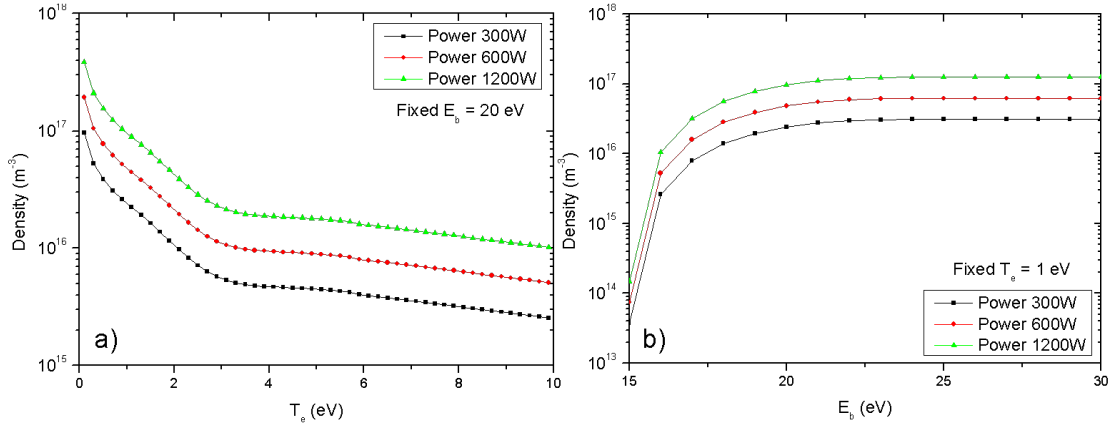 10^18
10^17
10^16
10^15
Density (m^-3)
0
2
4
6
8
10
T_e (eV)
Power 300W
Power 600W
Power 1200W
Fixed E_b = 20 eV
a)
10^18
10^17
10^16
10^15
10^14
10^13
Density (m^-3)
15
20
25
30
E_b (eV)
Fixed T_e = 1 eV
Power 300W
Power 600W
Power 1200W
b)